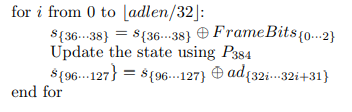 for i from 0 to ⌊adlen/32⌋:
s{36···38} = s{36···38} ⊕ FrameBits{0···2}
Update the state using P384
s{96···127}} = s{96···127} ⊕ ad{32i···32i+31}
end for